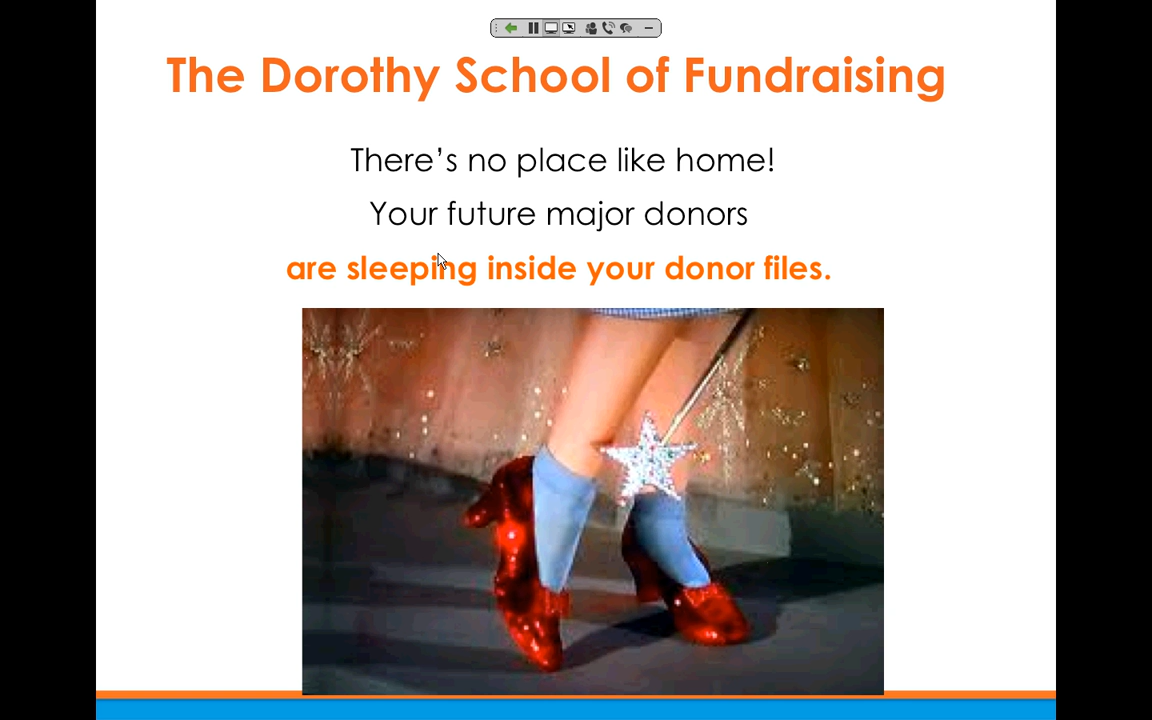 The Dorothy School of Fundraising
There’s no place like home!
Your future major donors
are sleeping inside your donor files.